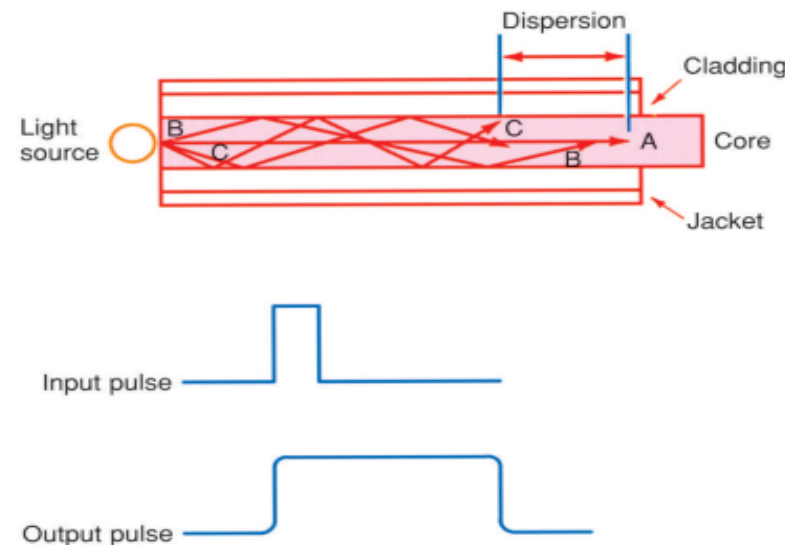 Dispersion
Cladding
Light
source
B
C
C
B
A
Core
Jacket
Input pulse
Output pulse